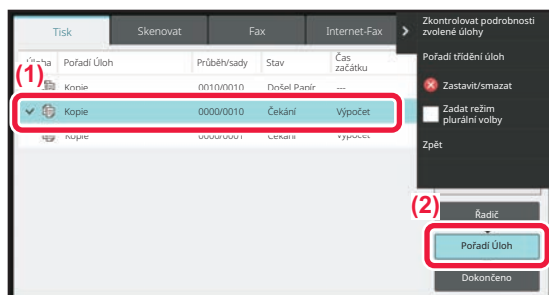 Tisk Skenovat Fax Internet-Fax
Zkontrolovat podrobnosti
zvolené úlohy
Úloha Pořadí Úloh Průběh/sady Stav Čas
začátku
Pořadí třídění úloh
(1)
Kopie 0010/0010 Došel Papír ---
Zastavit/smazat
Kopie 0000/0010 Čekání Výpočet
Zadat režim
plurální volby
Kopie 0000/0001 Čekání Výpočet
Zpět
(2)
Řadič
Pořadí Úloh
Dokončeno